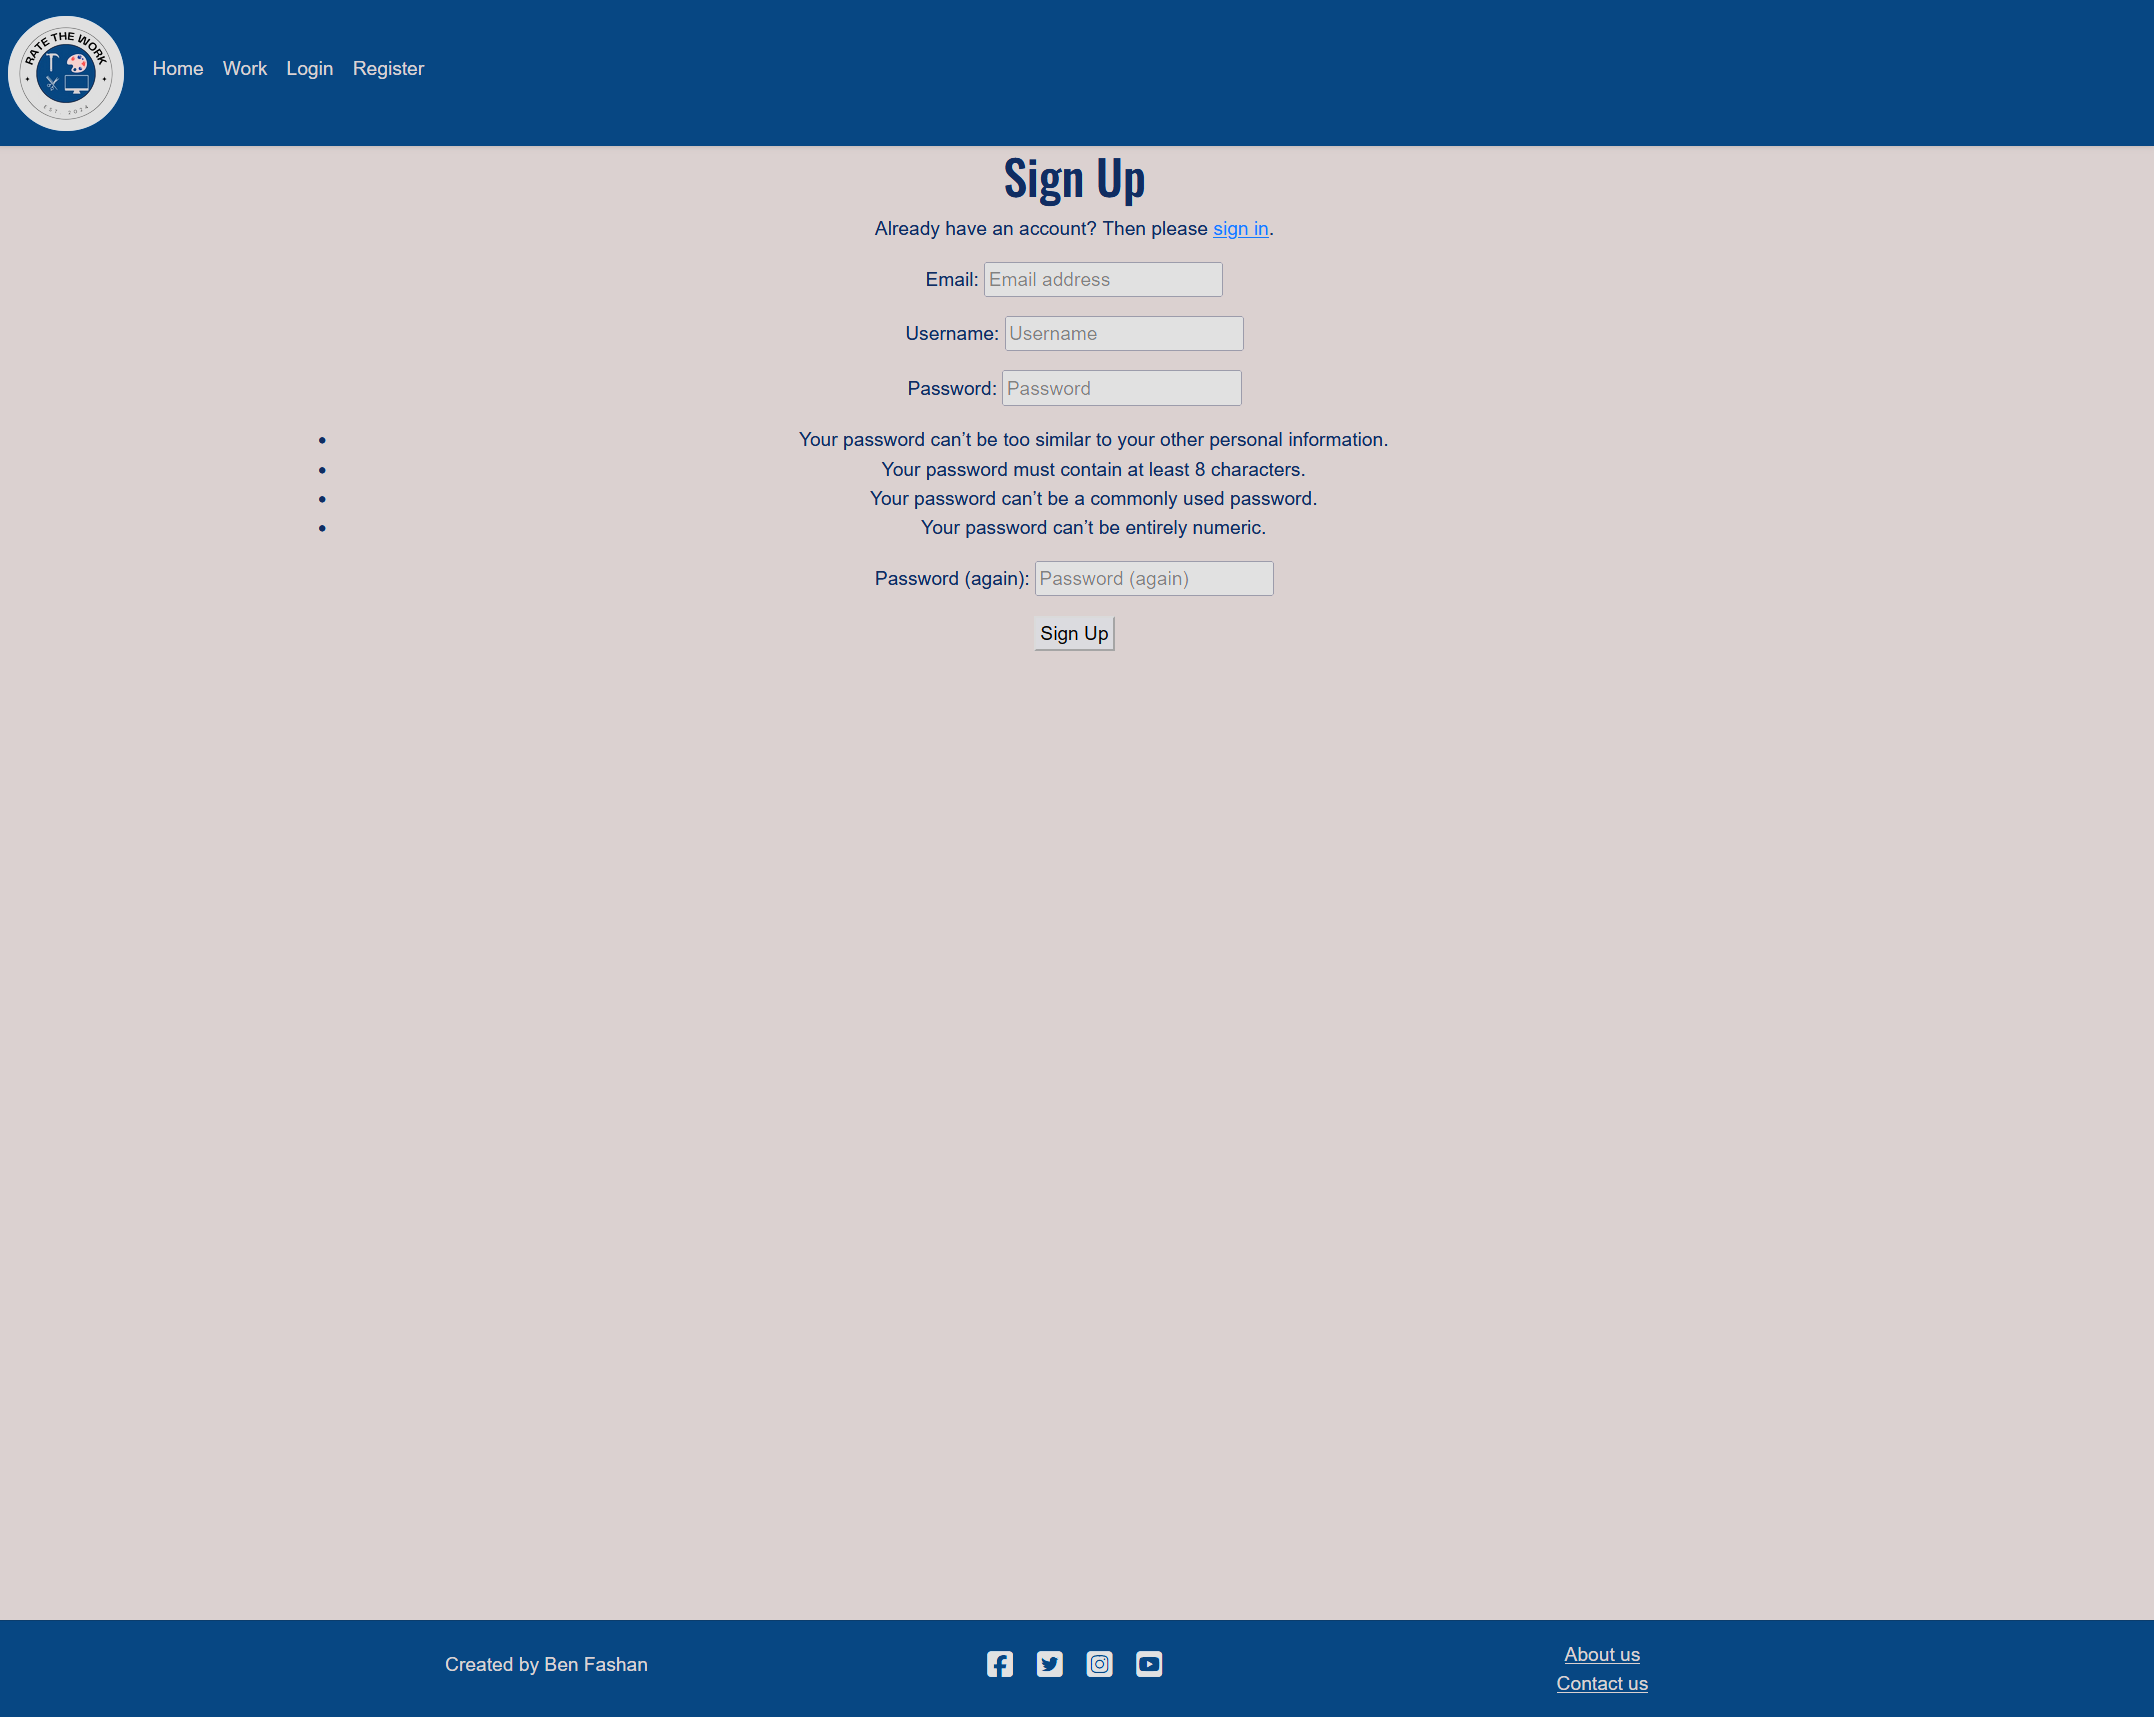 RATE THE WORK
EST. 2024
Home Work Login Register
Sign Up
Already have an account? Then please sign in.
Email: Email address
Username: Username
Password: Password
• Your password can’t be too similar to your other personal information.
• Your password must contain at least 8 characters.
• Your password can’t be a commonly used password.
• Your password can’t be entirely numeric.
Password (again): Password (again)
Sign Up
Created by Ben Fashan
About us
Contact us